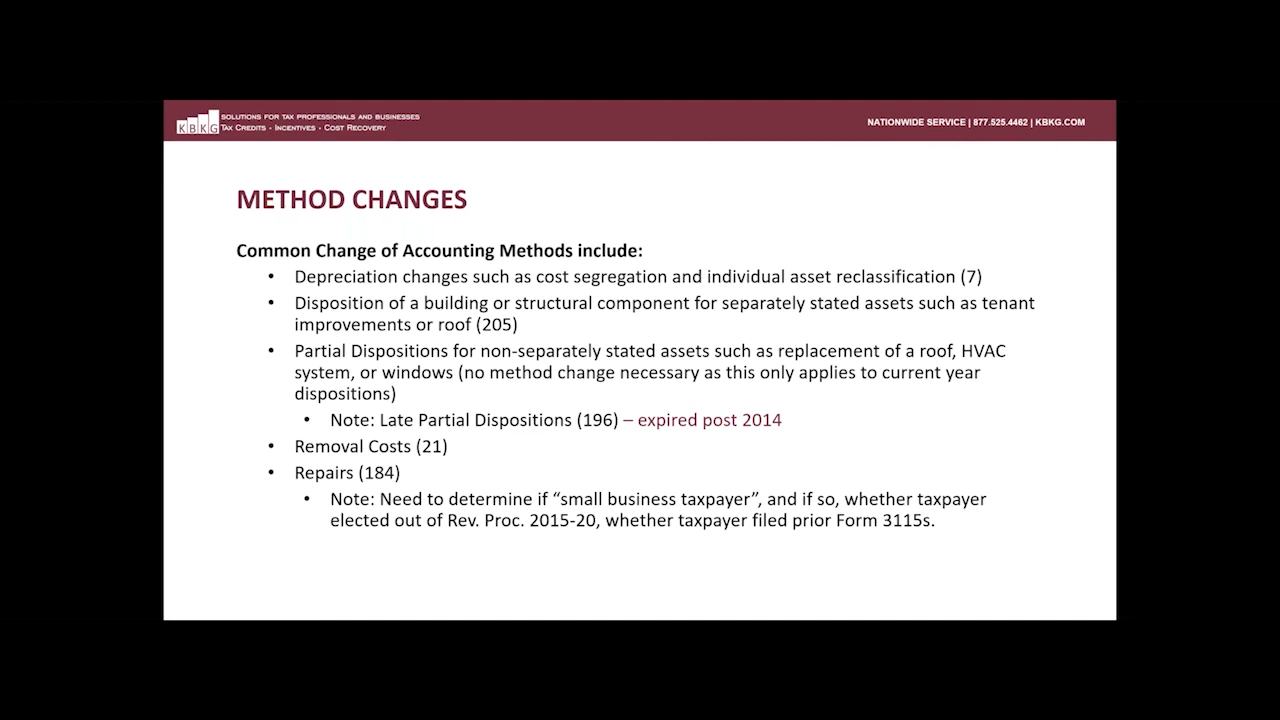 KBKG
SOLUTIONS FOR TAX PROFESSIONALS AND BUSINESSES
TAX CREDITS • INCENTIVES • COST RECOVERY
NATIONWIDE SERVICE | 877.525.4462 | KBKG.COM
METHOD CHANGES
Common Change of Accounting Methods include:
• Depreciation changes such as cost segregation and individual asset reclassification (7)
• Disposition of a building or structural component for separately stated assets such as tenant
improvements or roof (205)
• Partial Dispositions for non-separately stated assets such as replacement of a roof, HVAC
system, or windows (no method change necessary as this only applies to current year
dispositions)
• Note: Late Partial Dispositions (196) – expired post 2014
• Removal Costs (21)
• Repairs (184)
• Note: Need to determine if “small business taxpayer”, and if so, whether taxpayer
elected out of Rev. Proc. 2015-20, whether taxpayer filed prior Form 3115s.